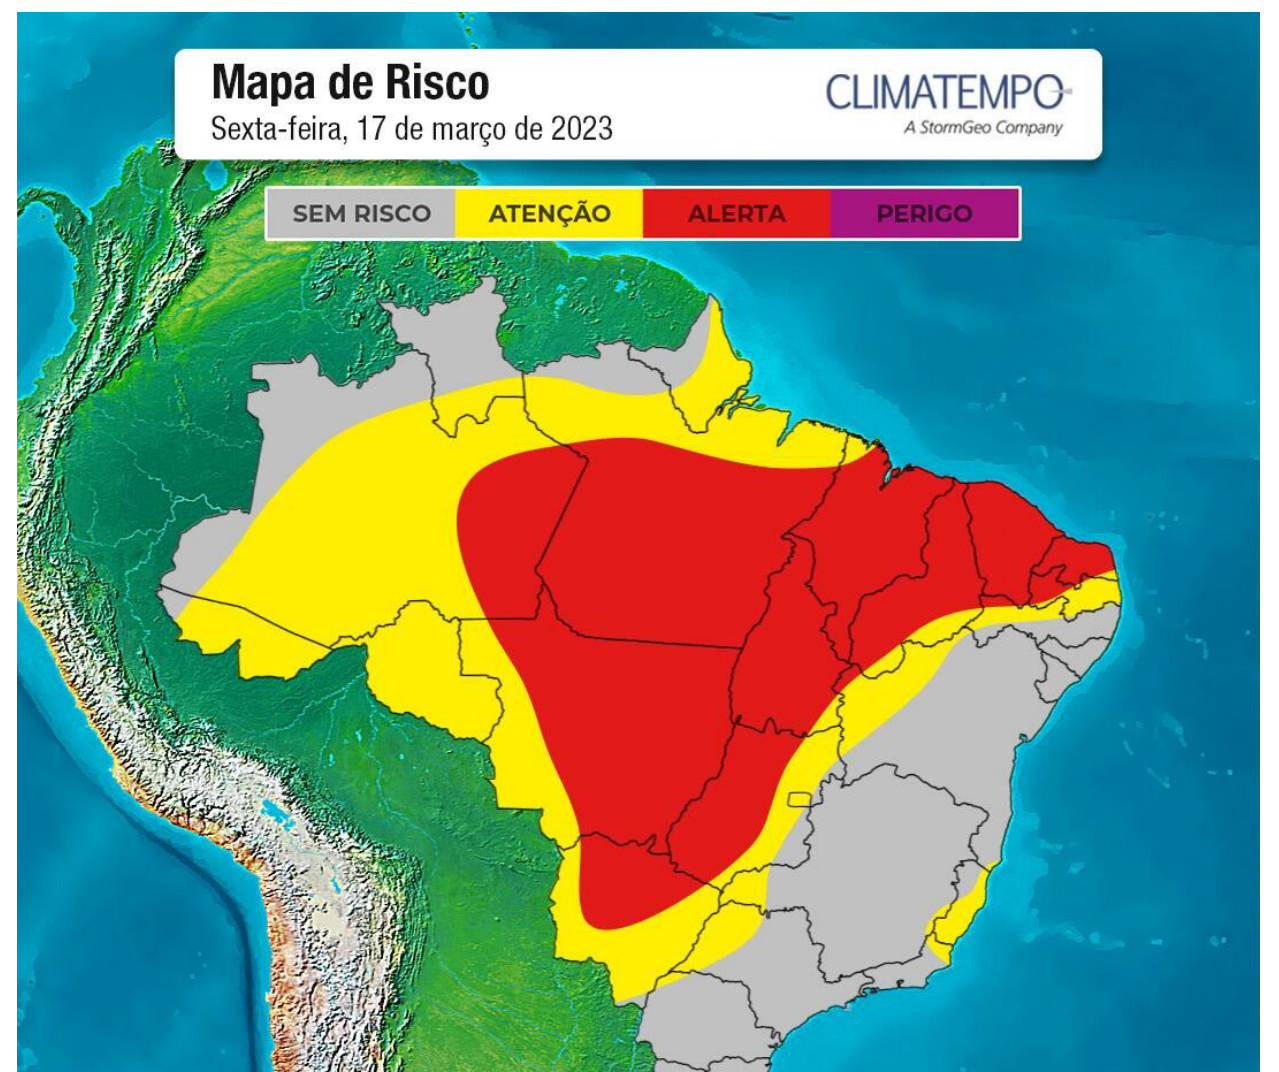 Mapa de Risco
Sexta-feira, 17 de março de 2023
CLIMATEMPO
A StormGeo Company
SEM RISCO
ATENÇÃO
ALERTA
PERIGO